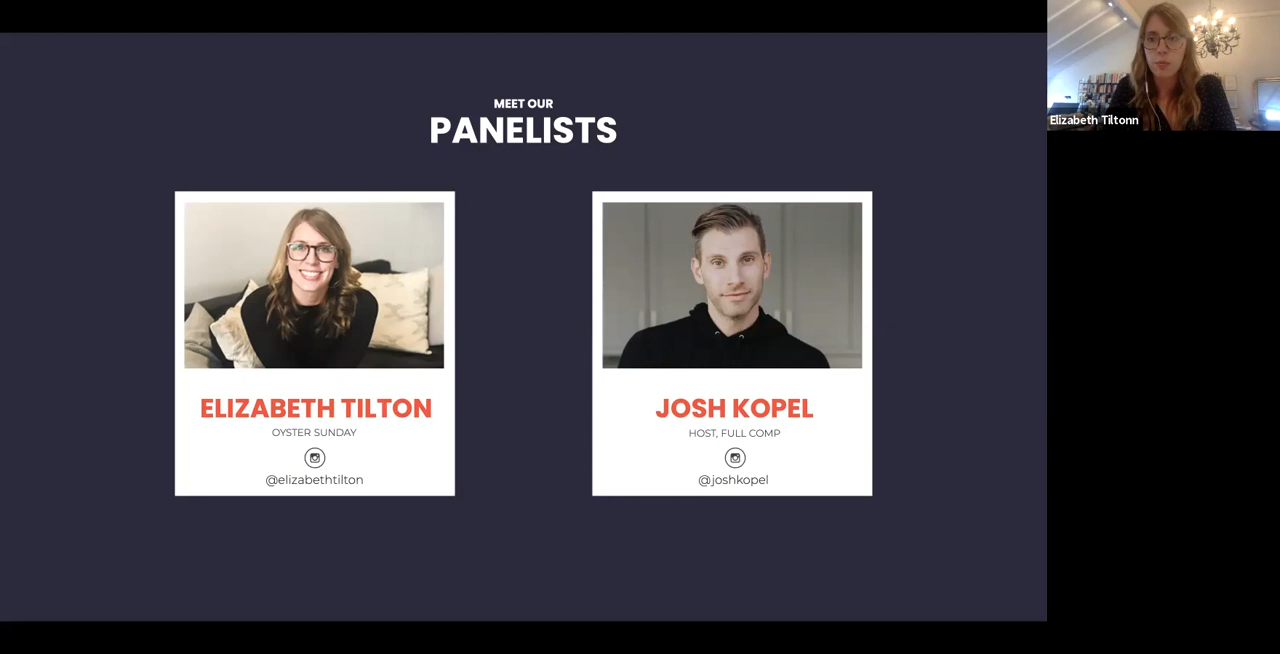 MEET OUR
PANELISTS
ELIZABETH TILTON
OYSTER SUNDAY
@elizabethtilton
JOSH KOPEL
HOST, FULL COMP
@joshkopel
Elizabeth Tiltonn